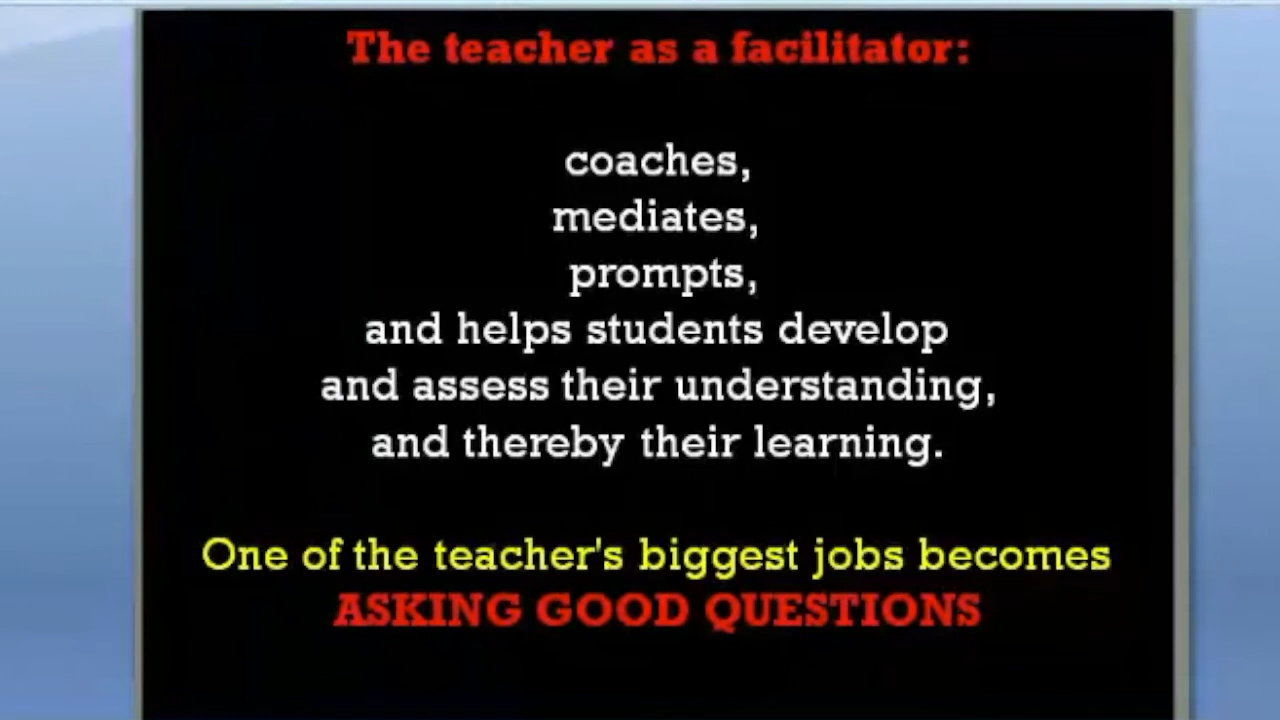 The teacher as a facilitator:
coaches,
mediates,
prompts,
and helps students develop
and assess their understanding,
and thereby their learning.
One of the teacher's biggest jobs becomes
ASKING GOOD QUESTIONS